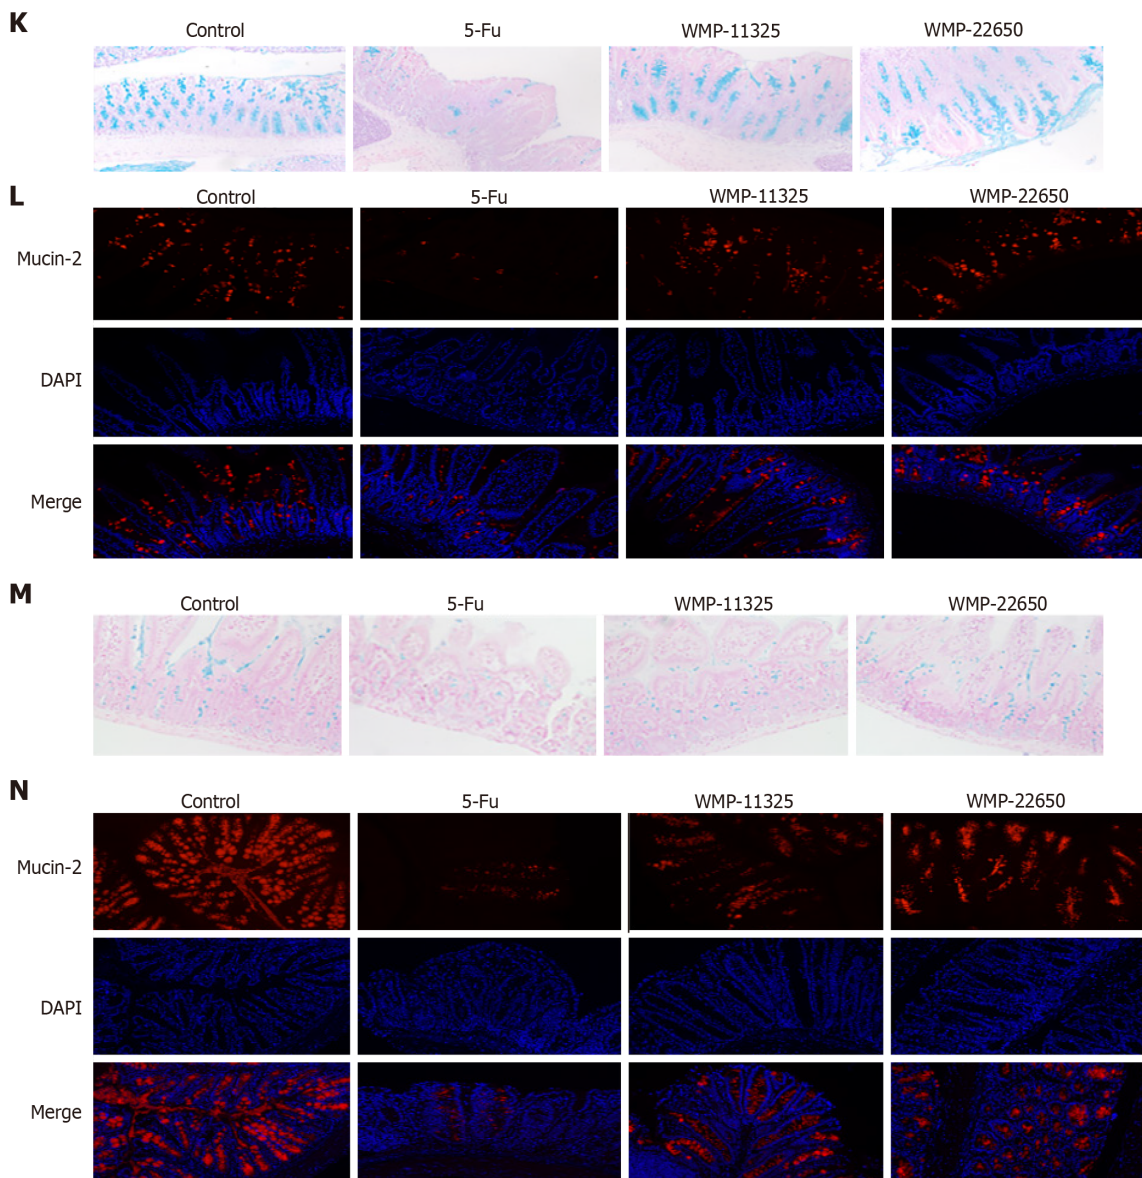 K
Control 5-Fu WMP-11325 WMP-22650
L
Control 5-Fu WMP-11325 WMP-22650
Mucin-2
DAPI
Merge
M
Control 5-Fu WMP-11325 WMP-22650
N
Control 5-Fu WMP-11325 WMP-22650
Mucin-2
DAPI
Merge